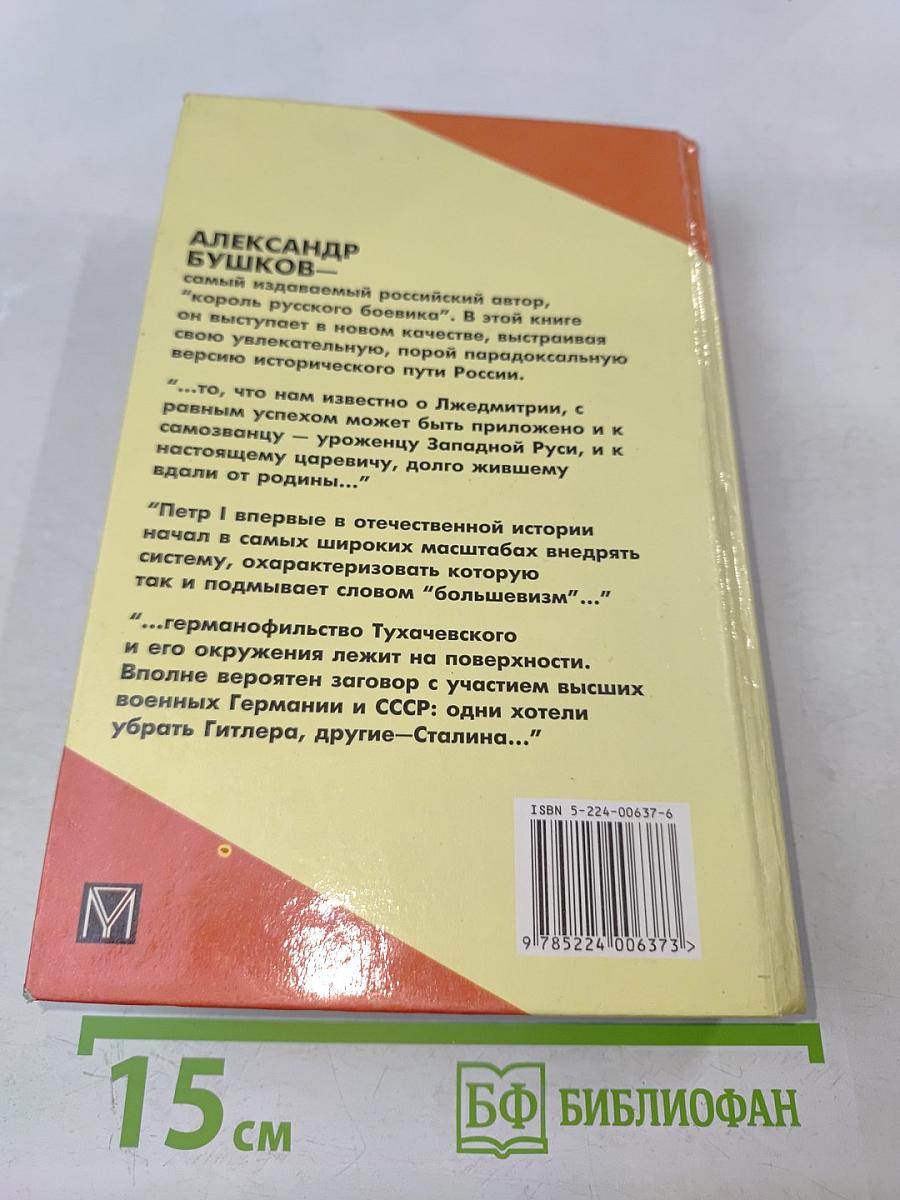 АЛЕКСАНДР
БУШКОВ—
самый издаваемый российский автор,
"король русского боевика". В этой книге
он выступает в новом качестве, выстраивая
свою увлекательную, порой парадоксальную
версию исторического пути России.
"...то, что нам известно о Лжедмитрии, с
равным успехом может быть приложено и к
самозванцу — уроженцу Западной Руси, и к
настоящему царевичу, долго жившему
вдали от родины..."
"Петр I впервые в отечественной истории
начал в самых широких масштабах внедрять
систему, охарактеризовать которую
так и подмывает словом "большевизм"..."
"...германофильство Тухачевского
и его окружения лежит на поверхности.
Вполне вероятен заговор с участием высших
военных Германии и СССР: одни хотели
убрать Гитлера, другие—Сталина..."
ISBN 5-224-00637-6
9 785224 006373 >
15 см
БФ БИБЛИОФАН